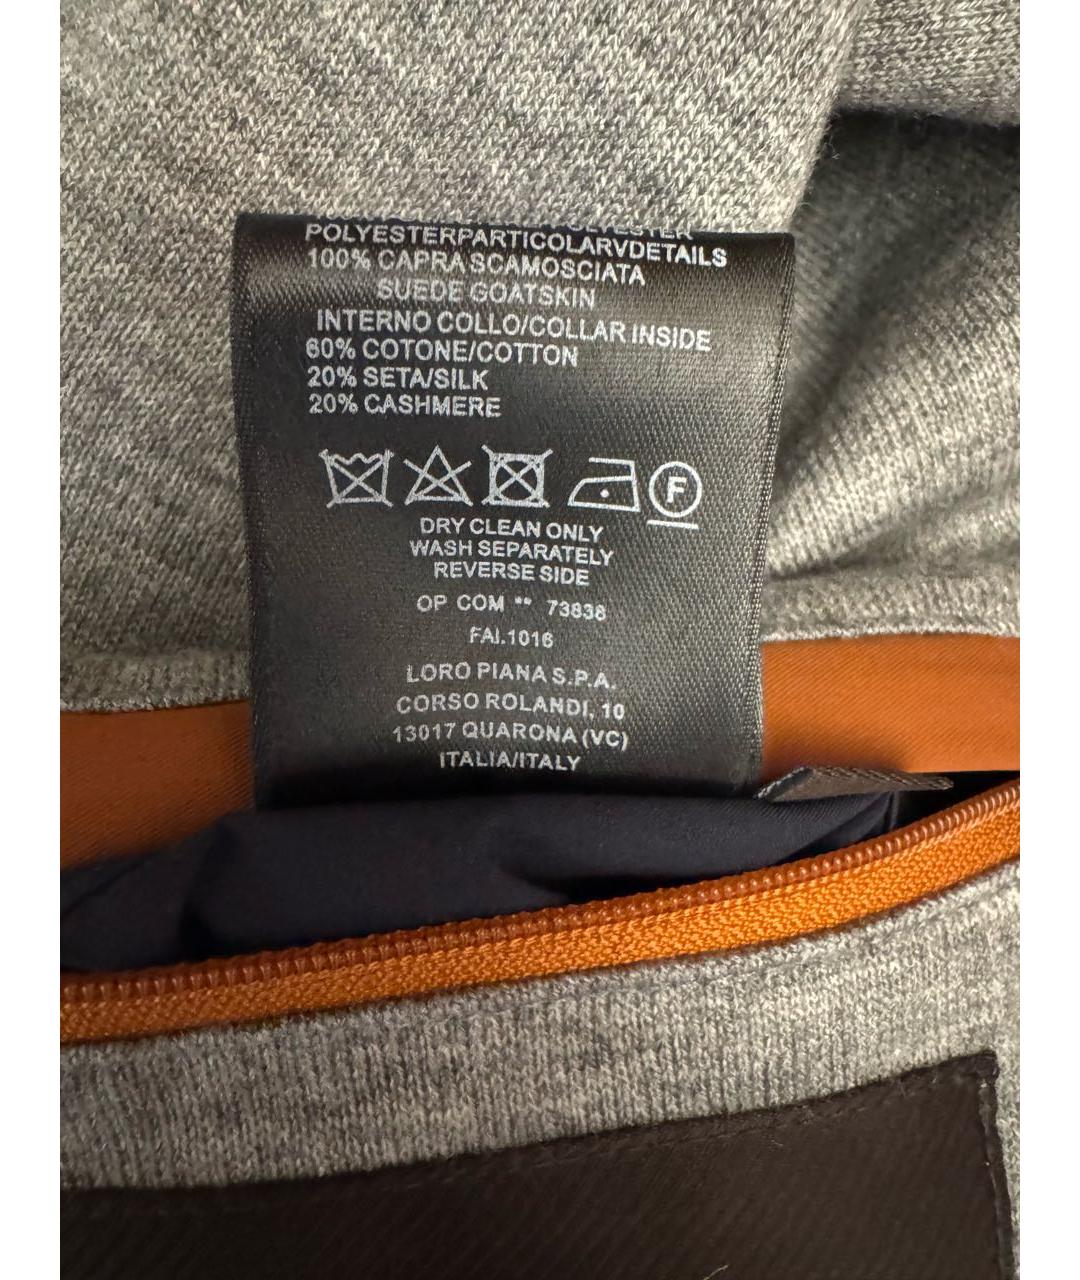 POLYESTER
POLYESTERPARTICOLARVDETAILS
100% CAPRA SCAMOSCIATA
SUEDE GOATSKIN
INTERNO COLLO/COLLAR INSIDE
60% COTONE/COTTON
20% SETA/SILK
20% CASHMERE
F
DRY CLEAN ONLY
WASH SEPARATELY
REVERSE SIDE
OP COM ** 73838
FAI.1016
LORO PIANA S.P.A.
CORSO ROLANDI, 10
13017 QUARONA (VC)
ITALIA/ITALY